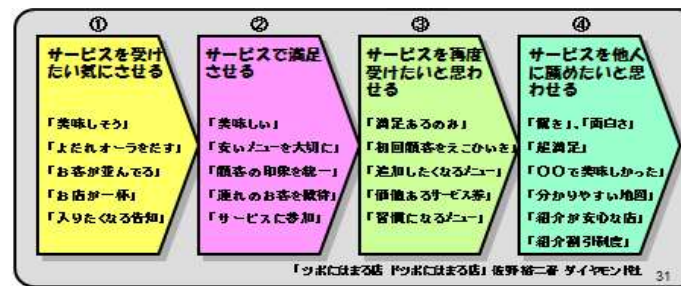 ①
サービスを受け
たい気にさせる
「美味しそう」
「よだれオーラをだす」
「お客が並んでる」
「お店が一杯」
「入りたくなる告知」
②
サービスで満足
させる
「美味しい」
「安いメニューを大切に」
「顧客の印象を統一」
「連れのお客を歓待」
「サービスに参加」
③
サービスを再度
受けたいと思わ
せる
「満足あるのみ」
「初回顧客をえこひいき」
「追加したくなるメニュー」
「価値あるサービス券」
「習慣になるメニュー」
④
サービスを他人
に薦めたいと思
わせる
「驚き」、「面白さ」
「超満足」
「〇〇で美味しかった」
「分かりやすい地図」
「紹介が安心な店」
「紹介割引制度」
「ツボにはまる店 ドツボにはまる店」 佐野裕二著 ダイヤモンド社
31